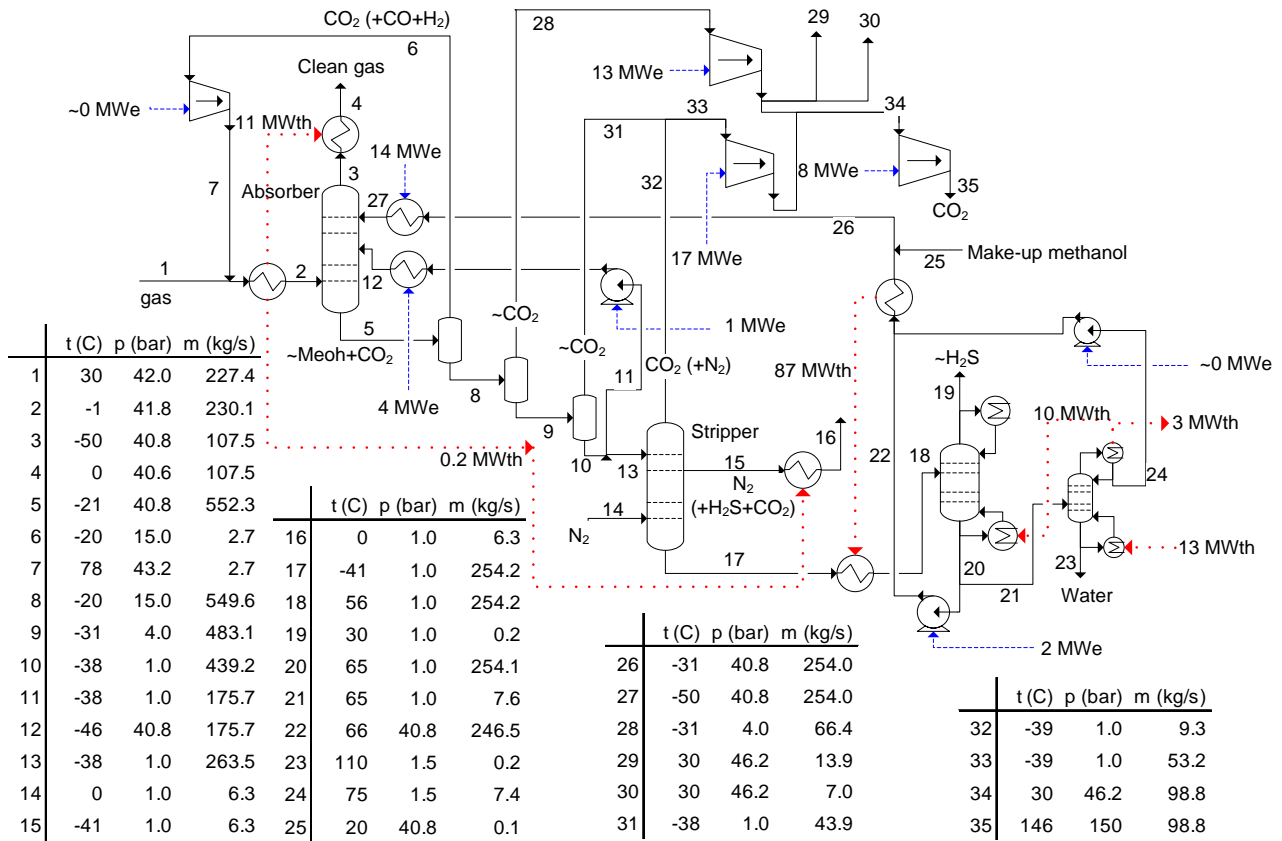 CO2 (+CO+H2)
6
28
29
30
13 MWe
~0 MWe
Clean gas
4
11 MWth
14 MWe
31
33
34
3
Absorber
27
32
8 MWe
35
CO2
7
26
17 MWe
Make-up methanol
25
1
2
12
gas
5
~Meoh+CO2
~CO2
~CO2
CO2 (+N2)
1 MWe
11
87 MWth
~0 MWe
8
4 MWe
9
10
13
Stripper
0.2 MWth
15
N2
(+H2S+CO2)
16
14
N2
17
22
~H2S
19
10 MWth
3 MWth
18
24
20
21
23
Water
13 MWth
2 MWe
t (C) p (bar) m (kg/s)
1 30 42.0 227.4
2 -1 41.8 230.1
3 -50 40.8 107.5
4 0 40.6 107.5
5 -21 40.8 552.3
6 -20 15.0 2.7
7 78 43.2 2.7
8 -20 15.0 549.6
9 -31 4.0 483.1
10 -38 1.0 439.2
11 -38 1.0 175.7
12 -46 40.8 175.7
13 -38 1.0 263.5
14 0 1.0 6.3
15 -41 1.0 6.3
t (C) p (bar) m (kg/s)
16 0 1.0 6.3
17 -41 1.0 254.2
18 56 1.0 254.2
19 30 1.0 0.2
20 65 1.0 254.1
21 65 1.0 7.6
22 66 40.8 246.5
23 110 1.5 0.2
24 75 1.5 7.4
25 20 40.8 0.1
t (C) p (bar) m (kg/s)
26 -31 40.8 254.0
27 -50 40.8 254.0
28 -31 4.0 66.4
29 30 46.2 13.9
30 30 46.2 7.0
31 -38 1.0 43.9
t (C) p (bar) m (kg/s)
32 -39 1.0 9.3
33 -39 1.0 53.2
34 30 46.2 98.8
35 146 150 98.8